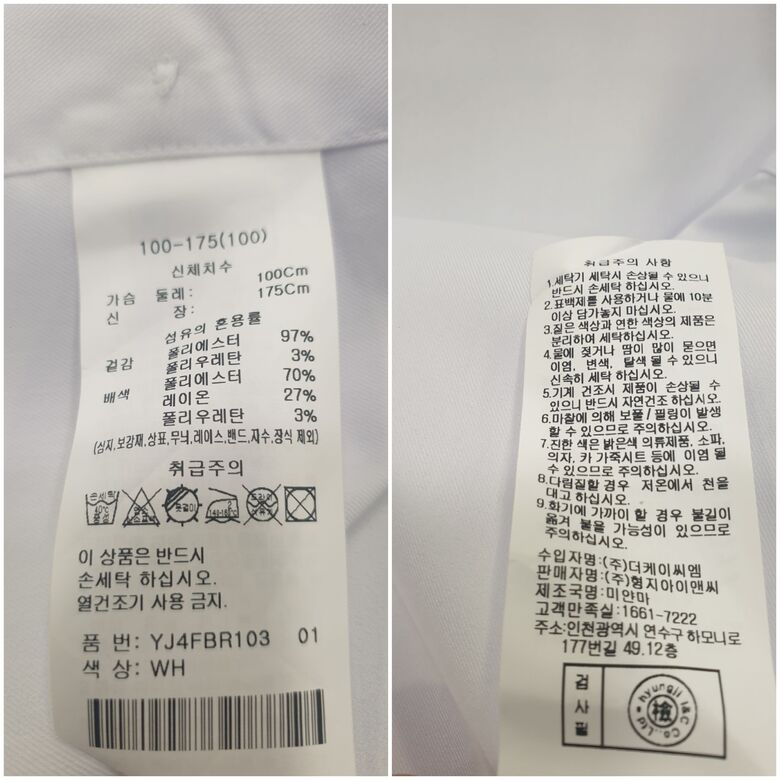 100-175(100)
신체치수
가슴 둘레: 100Cm
신 장: 175Cm
섬유의 혼용률
겉감 폴리에스터 97%
폴리우레탄 3%
배색 폴리에스터 70%
레이온 27%
폴리우레탄 3%
(심지,보강재,상표,무늬,레이스,밴드,자수,장식 제외)
취급주의
손세탁 40℃ 중성 염소표백 옷걸이 140-160℃ 드라이
이 상품은 반드시
손세탁 하십시오.
열건조기 사용 금지.
품 번: YJ4FBR103 01
색 상: WH
취급주의 사항
1.세탁기 세탁시 손상될 수 있으니
반드시 손세탁 하십시오.
2.표백제를 사용하거나 물에 10분
이상 담가놓지 마십시오.
3.짙은 색상과 연한 색상의 제품은
분리하여 세탁하십시오.
4.물에 젖거나 땀이 많이 묻으면
이염, 변색, 탈색 될 수 있으니
신속히 세탁 하십시오.
5.기계 건조시 제품이 손상될 수
있으니 반드시 자연건조 하십시오.
6.마찰에 의해 보풀/필링이 발생
할 수 있으므로 주의하십시오.
7.진한 색은 밝은색 의류제품, 소파,
의자, 카 가죽시트 등에 이염 될
수 있으므로 주의하십시오.
8.다림질할 경우 저온에서 천을
대고 하십시오.
9.화기에 가까이 할 경우 불길이
옮겨 붙을 가능성이 있으므로
주의하십시오.
수입자명:(주)더케이씨엠
판매자명:(주)형지아이앤씨
제조국명:미얀마
고객만족실:1661-7222
주소:인천광역시 연수구 하모니로
177번길 49.12층
검사필
hyungji I&C Co.,Ltd
檢